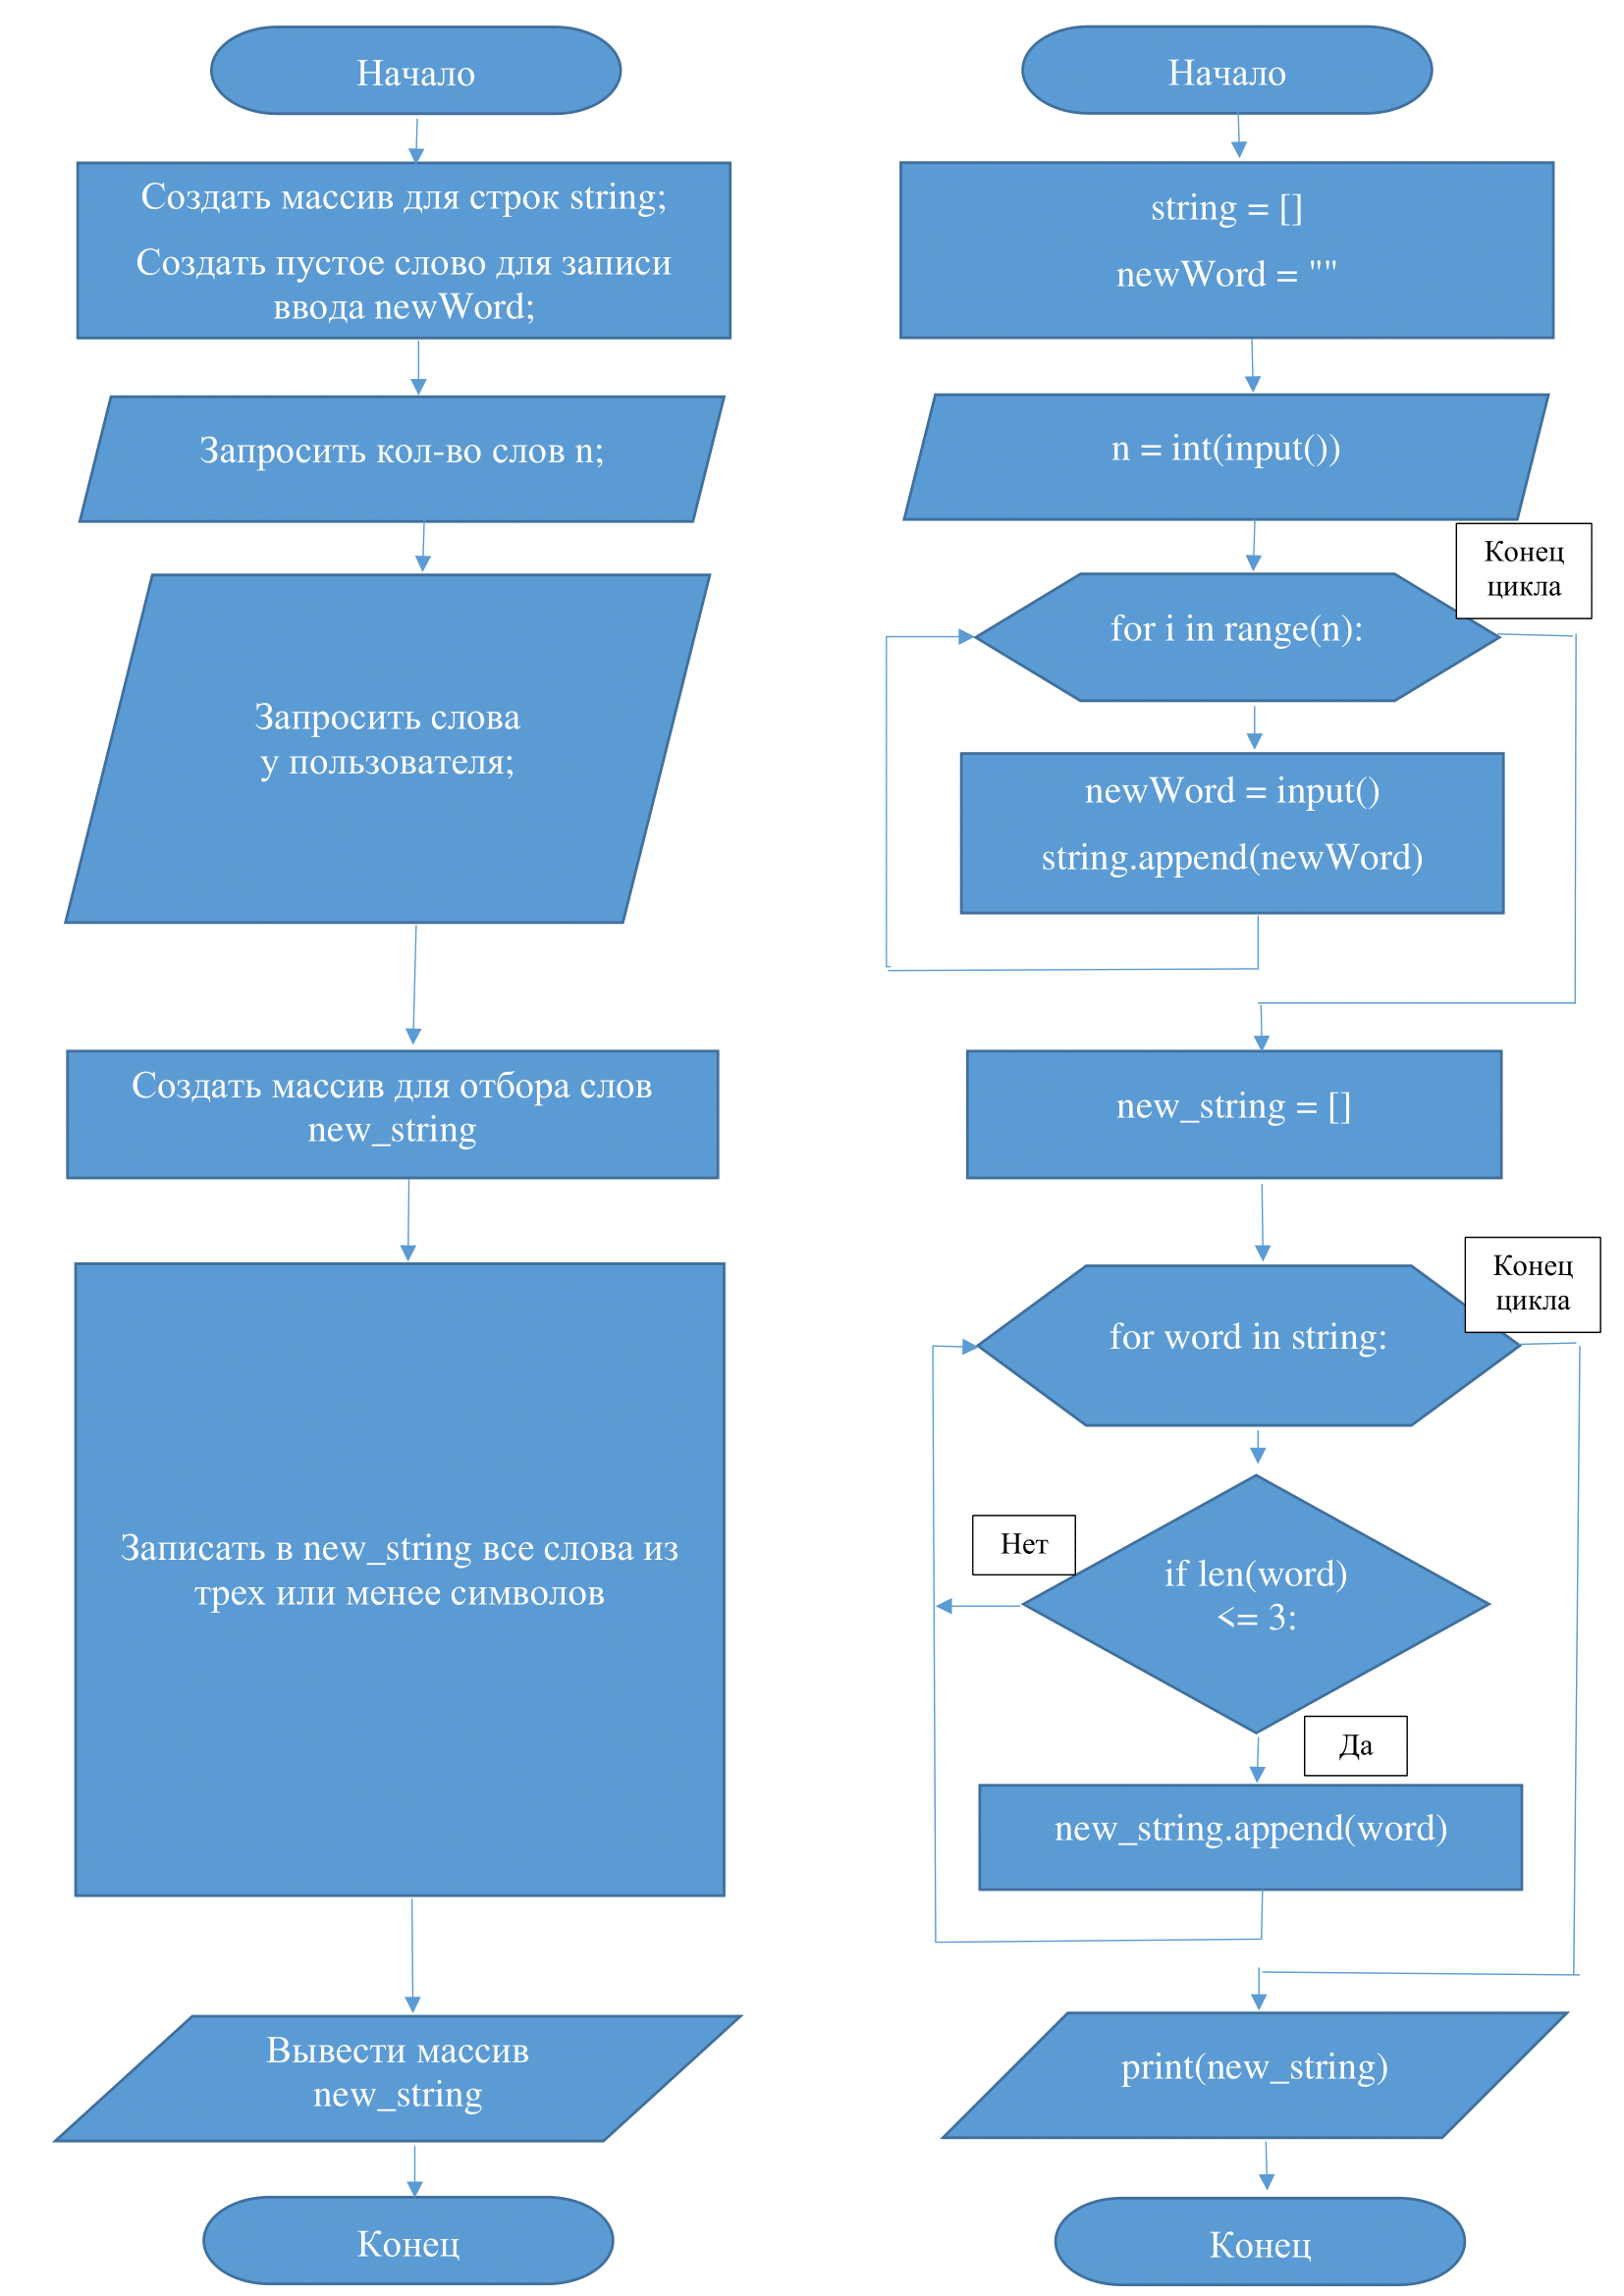 Начало
Создать массив для строк string;
Создать пустое слово для записи
ввода newWord;
Запросить кол-во слов n;
Запросить слова
у пользователя;
Создать массив для отбора слов
new_string
Записать в new_string все слова из
трех или менее символов
Вывести массив
new_string
Конец
Начало
string = []
newWord = ""
n = int(input())
Конец
цикла
for i in range(n):
newWord = input()
string.append(newWord)
new_string = []
Конец
цикла
for word in string:
Нет
if len(word)
<= 3:
Да
new_string.append(word)
print(new_string)
Конец